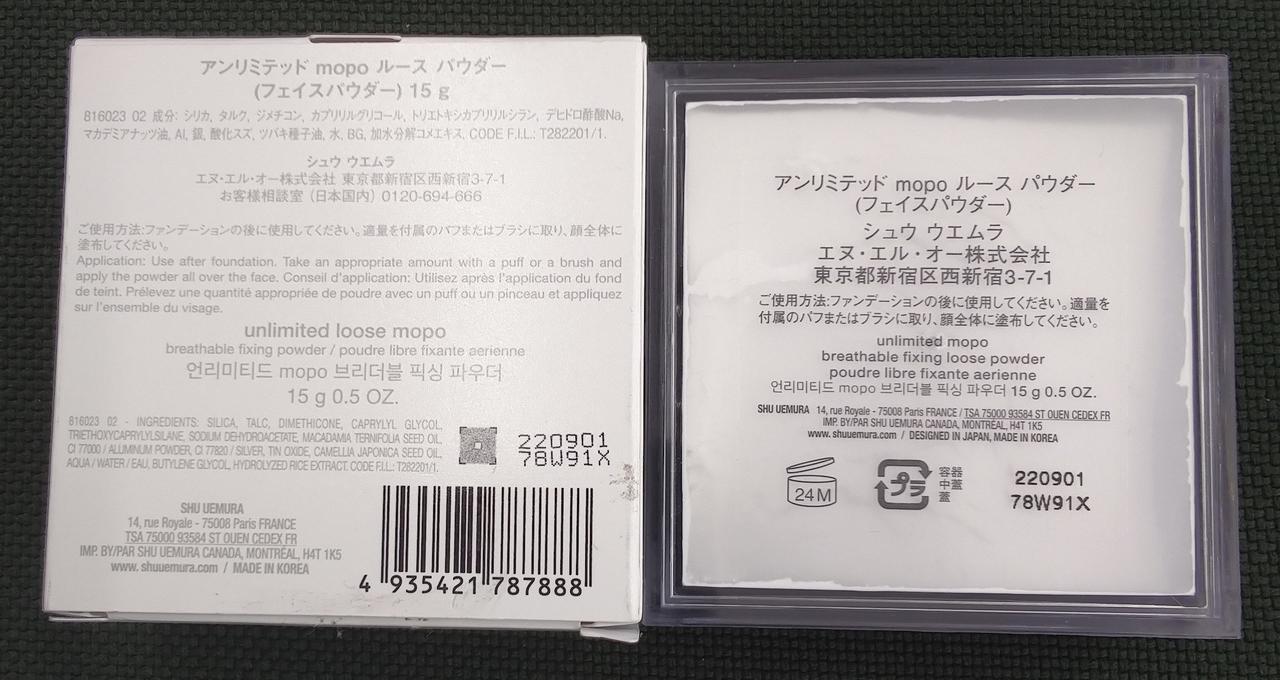 アンリミテッド mopo ルース パウダー
(フェイスパウダー) 15 g
816023 02 成分: シリカ, タルク, ジメチコン, カプリリルグリコール, トリエトキシカプリリルシラン, デヒドロ酢酸Na,
マカデミアナッツ油, Al, 銀, 酸化スズ, ツバキ種子油, 水, BG, 加水分解コメエキス. CODE F.I.L.: T282201/1.
シュウ ウエムラ
エヌ・エル・オー株式会社 東京都新宿区西新宿3-7-1
お客様相談室 (日本国内) 0120-694-666
ご使用方法:ファンデーションの後に使用してください。適量を付属のパフまたはブラシに取り、顔全体に
塗布してください。
Application: Use after foundation. Take an appropriate amount with a puff or a brush and
apply the powder all over the face. Conseil d'application: Utilisez après l'application du fond
de teint. Prélevez une quantité appropriée de poudre avec un puff ou un pinceau et appliquez
sur l'ensemble du visage.
unlimited loose mopo
breathable fixing powder / poudre libre fixante aerienne
언리미티드 mopo 브리더블 픽싱 파우더
15 g 0.5 OZ.
816023 02 - INGREDIENTS: SILICA, TALC, DIMETHICONE, CAPRYLYL GLYCOL,
TRIETHOXYCAPRYLYLSILANE, SODIUM DEHYDROACETATE, MACADAMIA TERNIFOLIA SEED OIL,
CI 77000 / ALUMINUM POWDER, CI 77820 / SILVER, TIN OXIDE, CAMELLIA JAPONICA SEED OIL,
AQUA / WATER / EAU, BUTYLENE GLYCOL, HYDROLYZED RICE EXTRACT. CODE F.I.L.: T282201/1.
220901
78W91X
SHU UEMURA
14, rue Royale - 75008 Paris FRANCE
TSA 75000 93584 ST OUEN CEDEX FR
IMP. BY/PAR SHU UEMURA CANADA, MONTRÉAL, H4T 1K5
www. shuuemura.com / MADE IN KOREA
4 935421 787888
アンリミテッド mopo ルース パウダー
(フェイスパウダー)
シュウ ウエムラ
エヌ・エル・オー株式会社
東京都新宿区西新宿3-7-1
ご使用方法:ファンデーションの後に使用してください。適量を
付属のパフまたはブラシに取り、顔全体に塗布してください。
unlimited mopo
breathable fixing loose powder
poudre libre fixante aerienne
언리미티드 mopo 브리더블 픽싱 파우더 15 g 0.5 OZ.
SHU UEMURA 14, rue Royale - 75008 Paris FRANCE / TSA 75000 93584 ST OUEN CEDEX FR
IMP. BY/PAR SHU UEMURA CANADA, MONTRÉAL, H4T 1K5
www. shuuemura.com / DESIGNED IN JAPAN, MADE IN KOREA
24 M
プラ
容器
中蓋
蓋
220901
78W91X